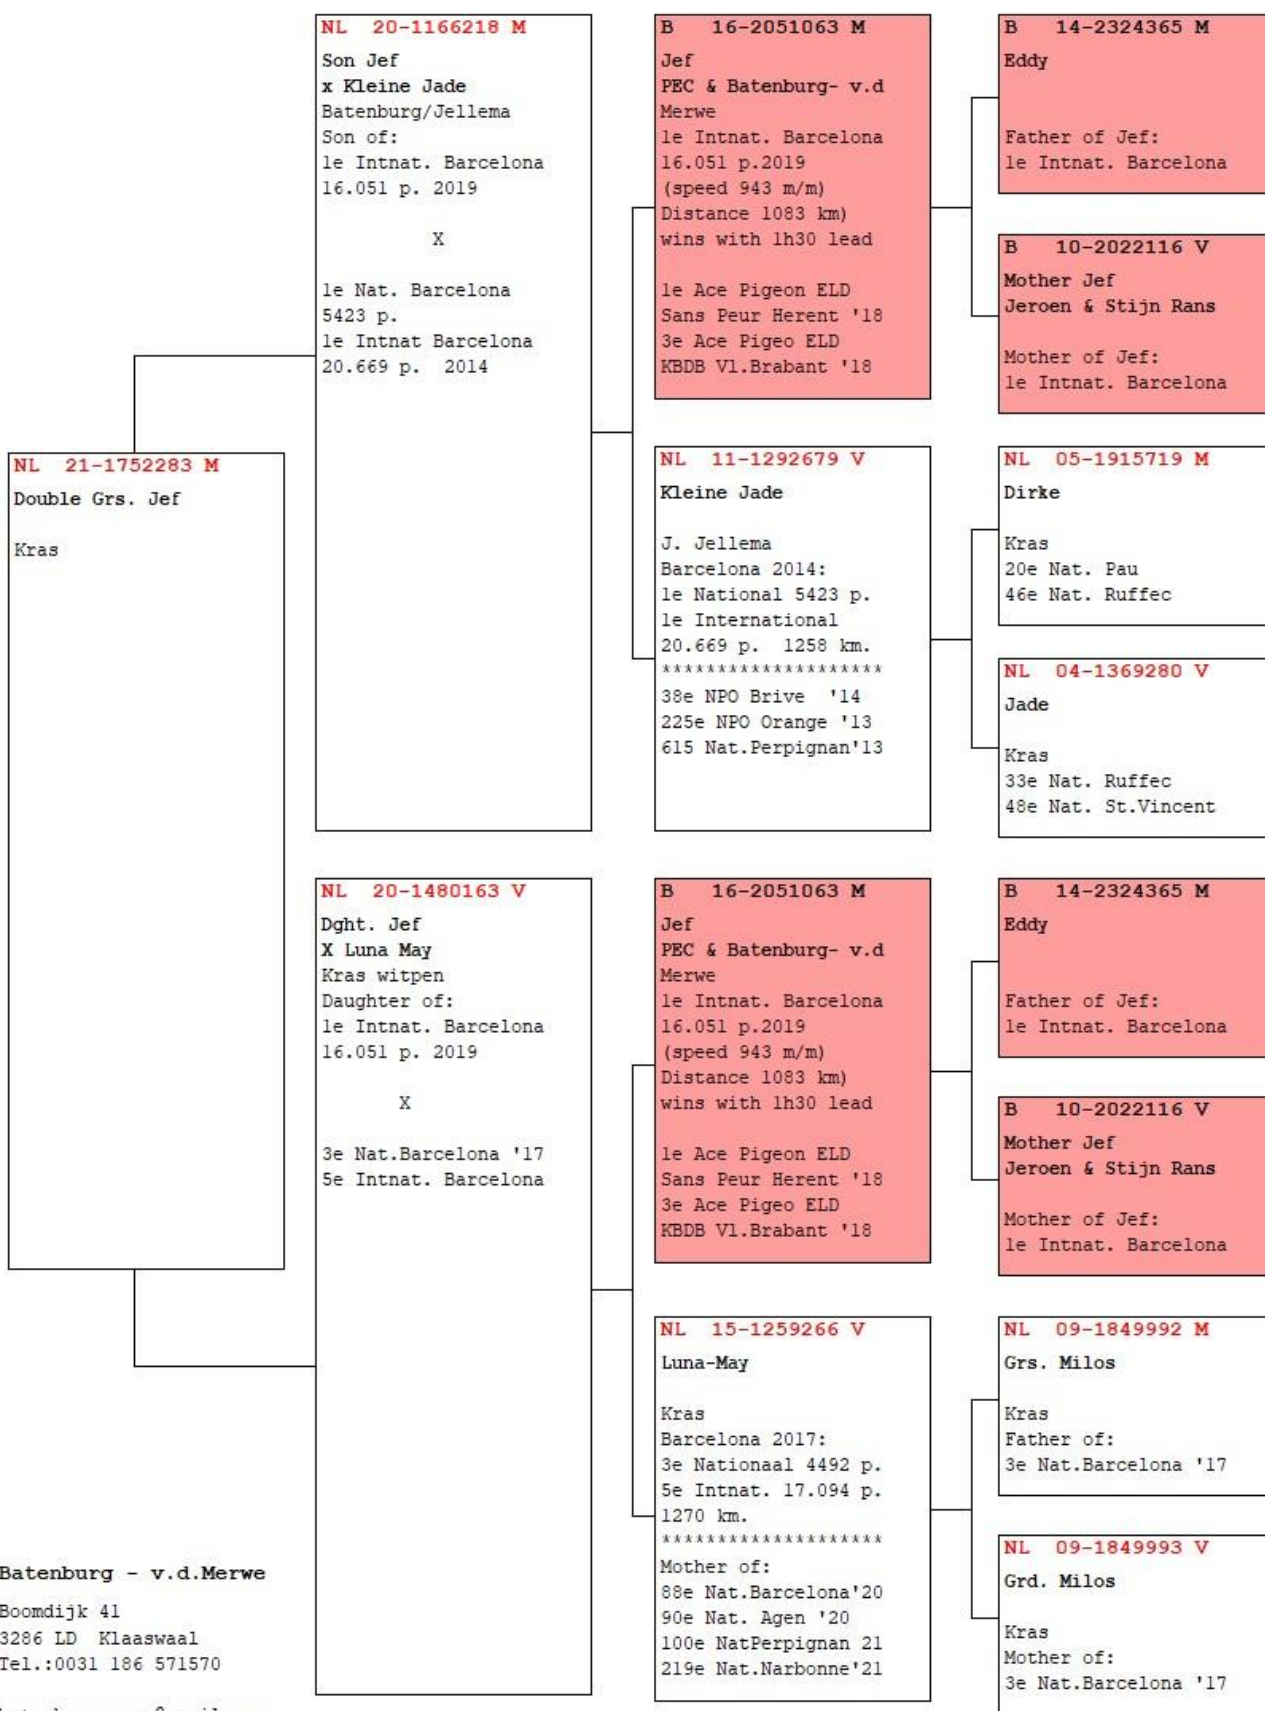 NL 21-1752283 M
Double Grs. Jef
Kras
NL 20-1166218 M
Son Jef
x Kleine Jade
Batenburg/Jellema
Son of:
1e Intnat. Barcelona
16.051 p. 2019
X
1e Nat. Barcelona
5423 p.
1e Intnat Barcelona
20.669 p. 2014
NL 20-1480163 V
Dght. Jef
X Luna May
Kras witpen
Daughter of:
1e Intnat. Barcelona
16.051 p. 2019
X
3e Nat.Barcelona '17
5e Intnat. Barcelona
B 16-2051063 M
Jef
PEC & Batenburg- v.d
Merwe
1e Intnat. Barcelona
16.051 p.2019
(speed 943 m/m)
Distance 1083 km)
wins with 1h30 lead
1e Ace Pigeon ELD
Sans Peur Herent '18
3e Ace Pigeo ELD
KBDB Vl.Brabant '18
NL 11-1292679 V
Kleine Jade
J. Jellema
Barcelona 2014:
1e National 5423 p.
1e International
20.669 p. 1258 km.
********************
38e NPO Brive '14
225e NPO Orange '13
615 Nat.Perpignan'13
B 16-2051063 M
Jef
PEC & Batenburg- v.d
Merwe
1e Intnat. Barcelona
16.051 p.2019
(speed 943 m/m)
Distance 1083 km)
wins with 1h30 lead
1e Ace Pigeon ELD
Sans Peur Herent '18
3e Ace Pigeo ELD
KBDB Vl.Brabant '18
NL 15-1259266 V
Luna-May
Kras
Barcelona 2017:
3e Nationaal 4492 p.
5e Intnat. 17.094 p.
1270 km.
********************
Mother of:
88e Nat.Barcelona'20
90e Nat. Agen '20
100e NatPerpignan 21
219e Nat.Narbonne'21
B 14-2324365 M
Eddy
Father of Jef:
1e Intnat. Barcelona
B 10-2022116 V
Mother Jef
Jeroen & Stijn Rans
Mother of Jef:
1e Intnat. Barcelona
NL 05-1915719 M
Dirke
Kras
20e Nat. Pau
46e Nat. Ruffec
NL 04-1369280 V
Jade
Kras
33e Nat. Ruffec
48e Nat. St.Vincent
B 14-2324365 M
Eddy
Father of Jef:
1e Intnat. Barcelona
B 10-2022116 V
Mother Jef
Jeroen & Stijn Rans
Mother of Jef:
1e Intnat. Barcelona
NL 09-1849992 M
Grs. Milos
Kras
Father of:
3e Nat.Barcelona '17
NL 09-1849993 V
Grd. Milos
Kras
Mother of:
3e Nat.Barcelona '17
Batenburg - v.d.Merwe
Boomdijk 41
3286 LD Klaaswaal
Tel.:0031 186 571570